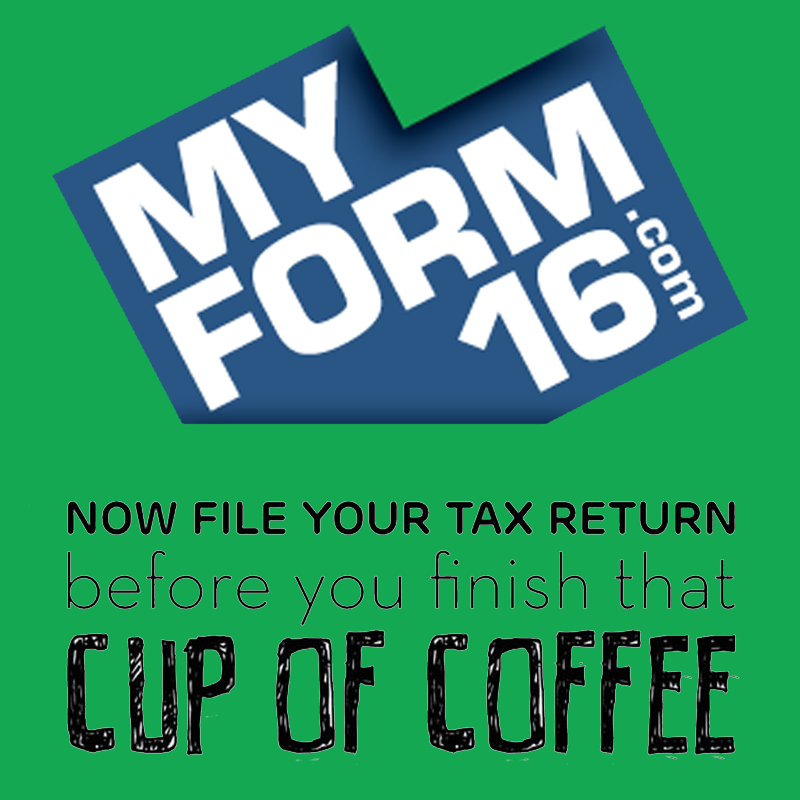 MY
FORM
16
.com
NOW FILE YOUR TAX RETURN
before you finish that
CUP OF COFFEE